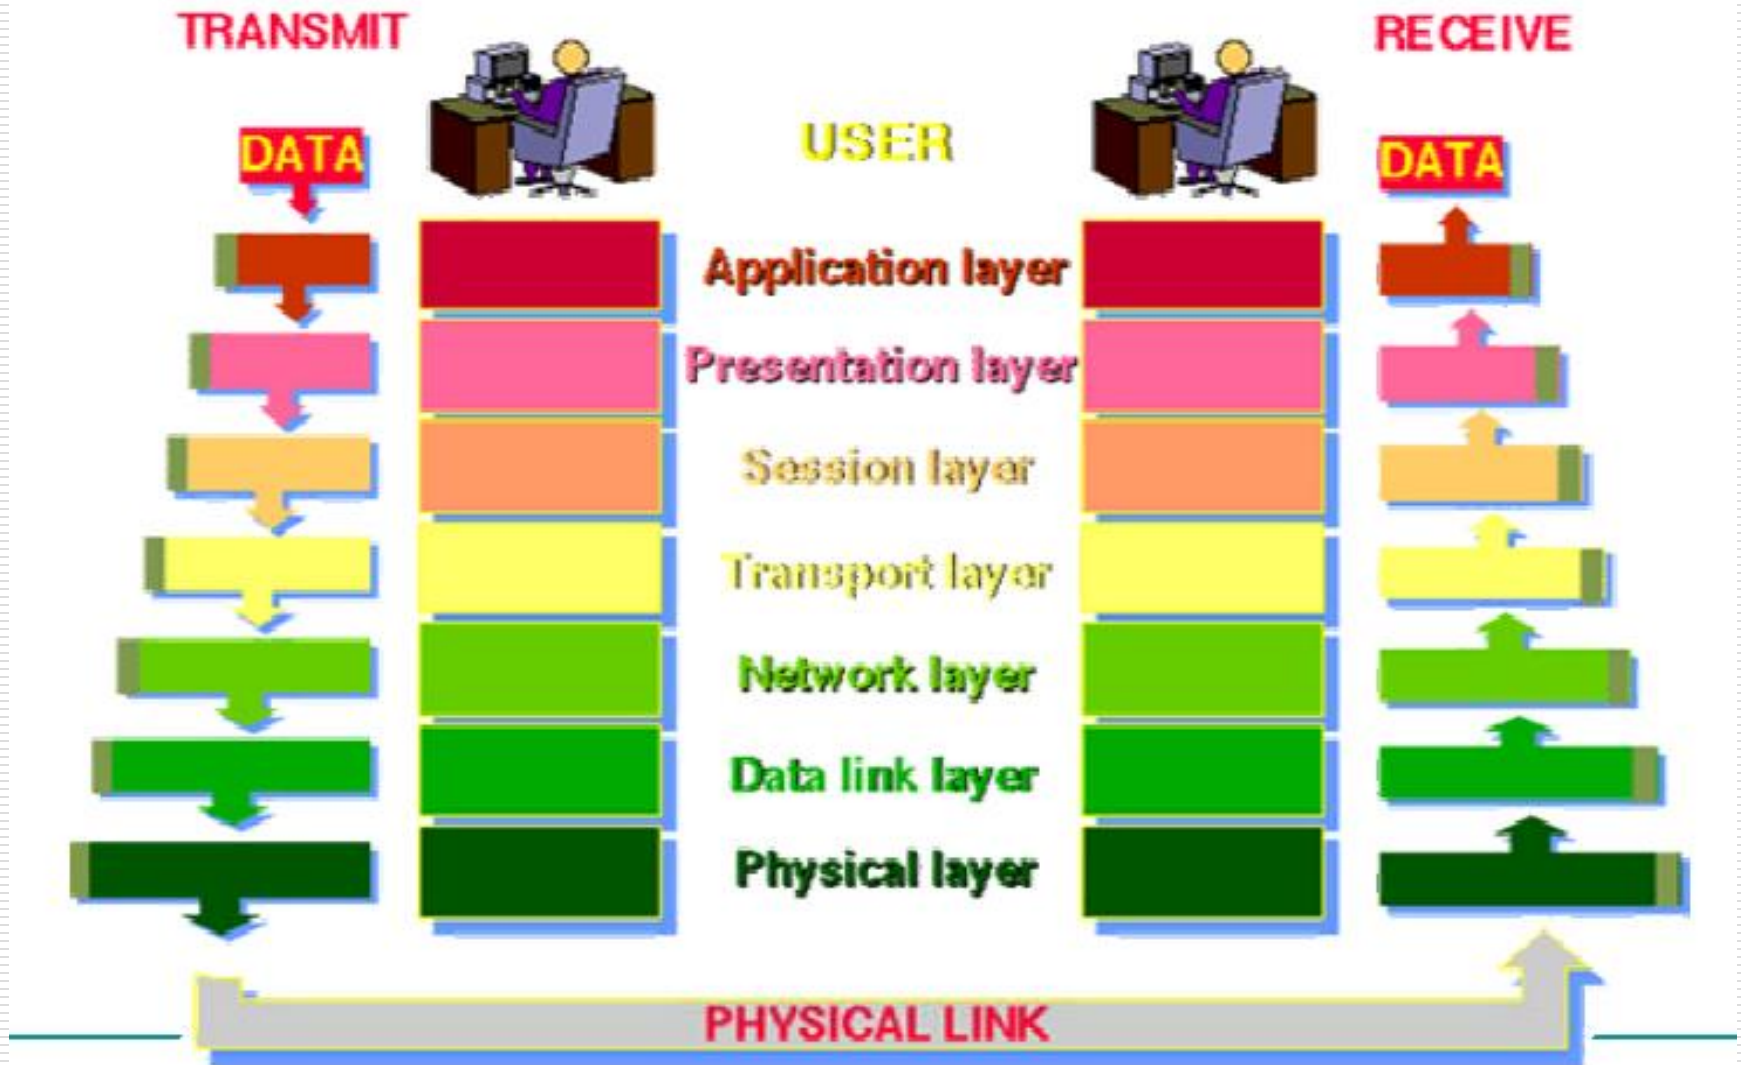 TRANSMIT
RECEIVE
USER
DATA
DATA
Application layer
Presentation layer
Session layer
Transport layer
Network layer
Data link layer
Physical layer
PHYSICAL LINK